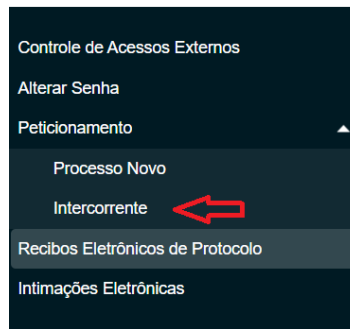 Controle de Acessos Externos
Alterar Senha
Peticionamento
Processo Novo
Intercorrente
Recibos Eletrônicos de Protocolo
Intimações Eletrônicas